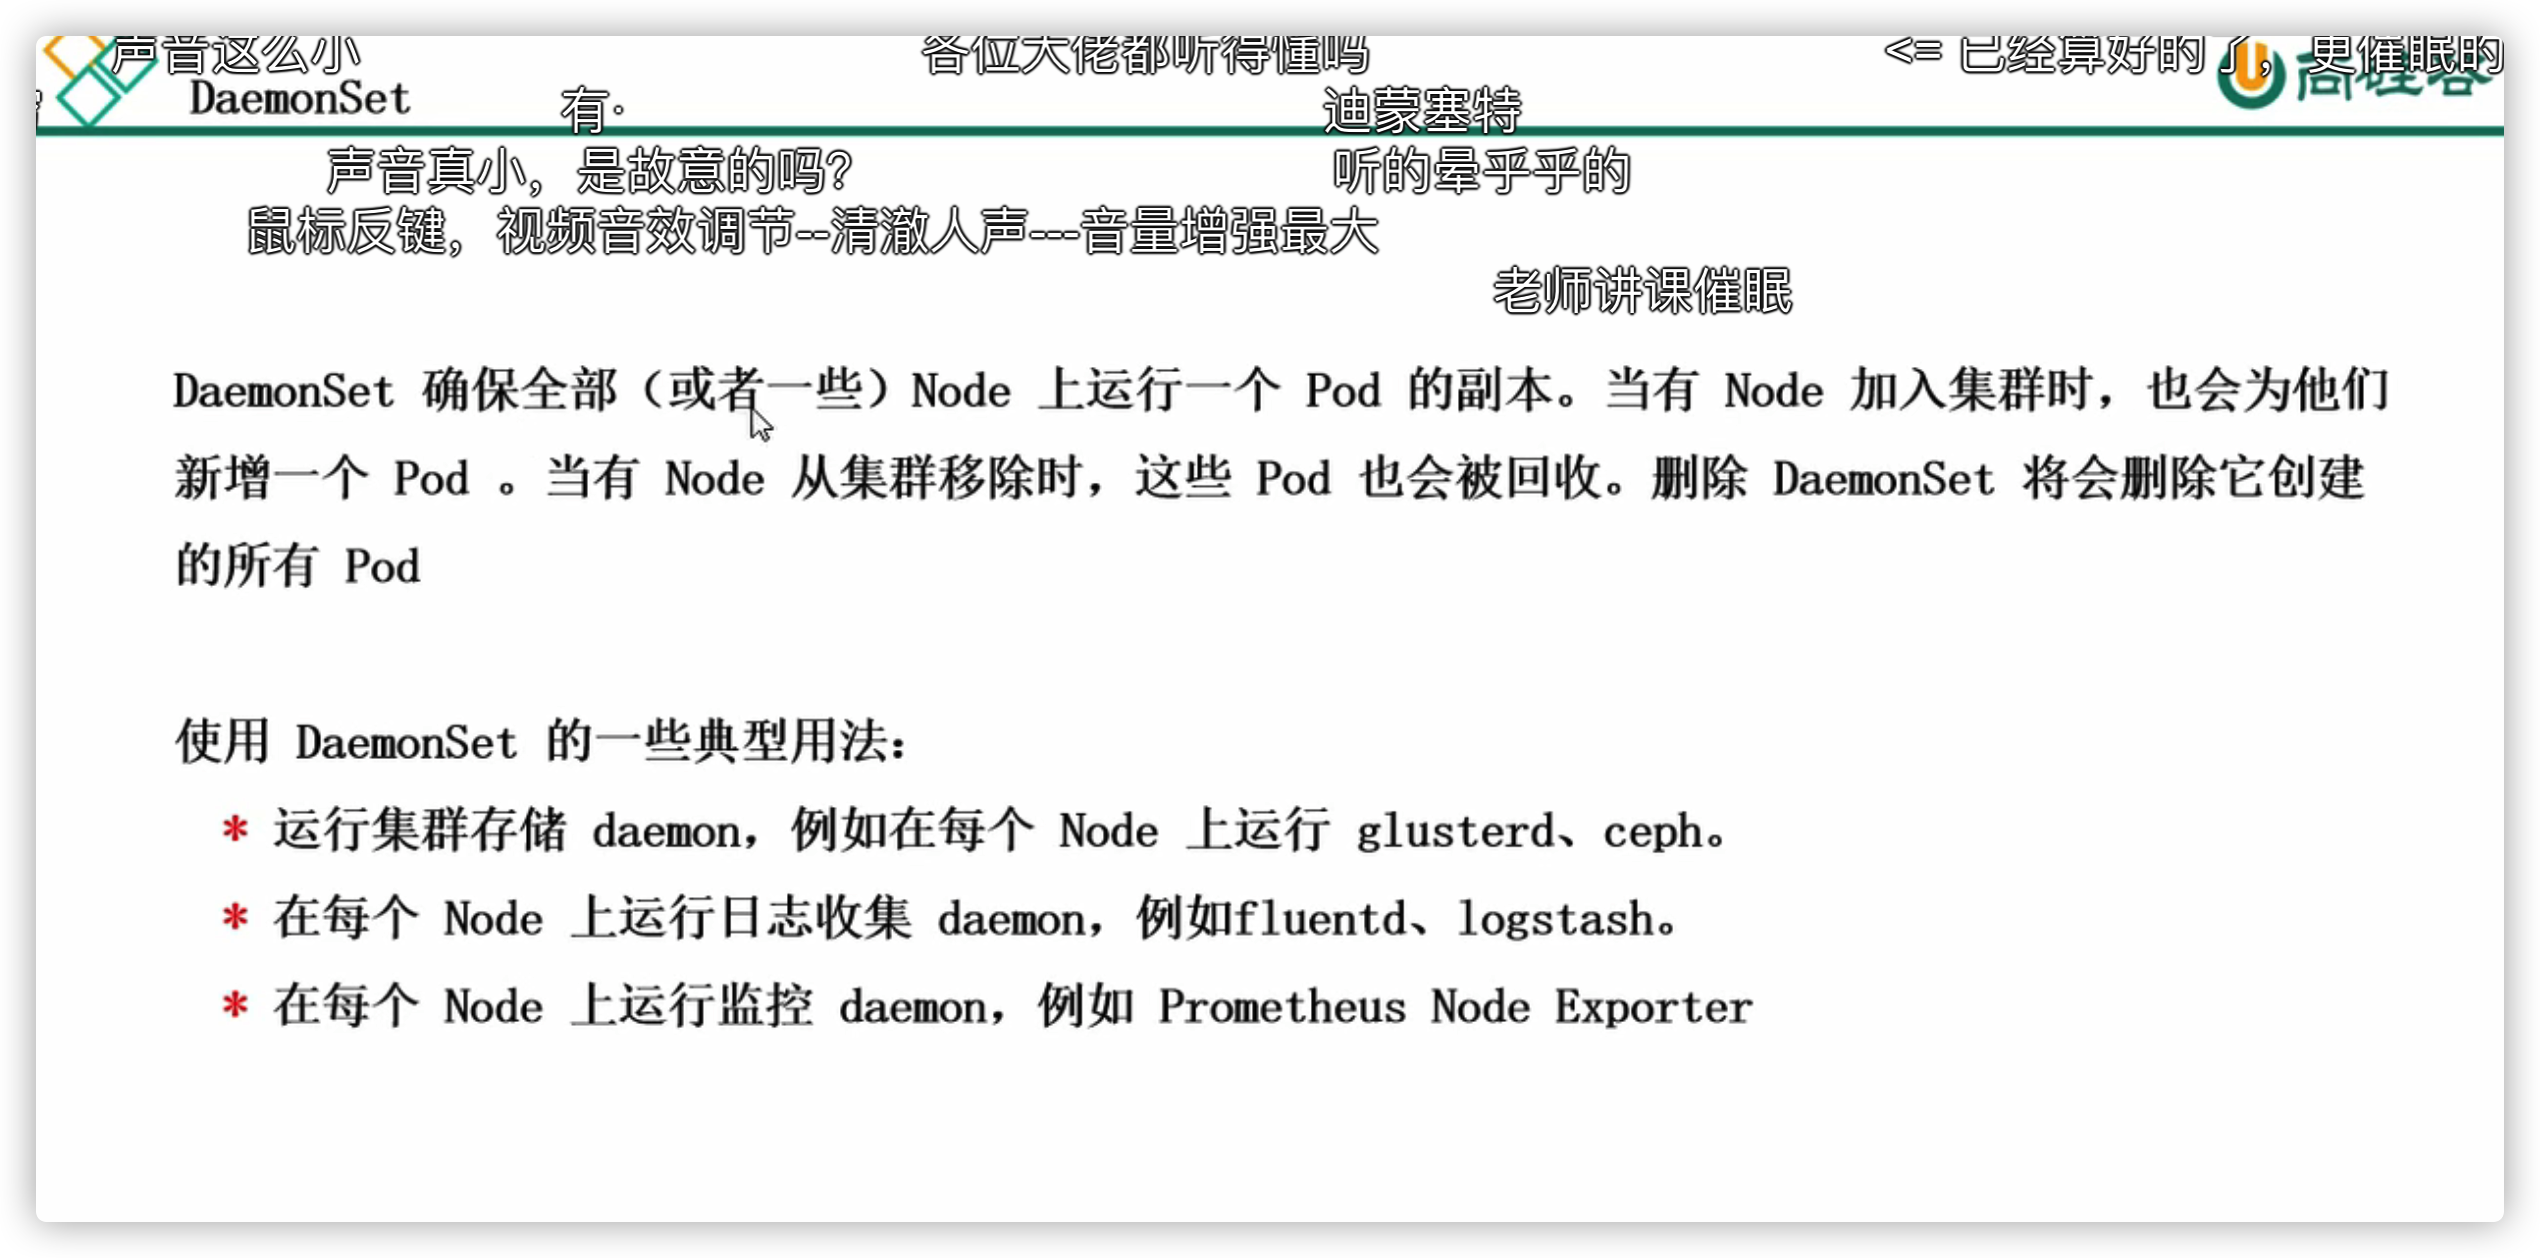 声音这么小
各位大佬都听得懂吗
<= 已经算好的了，更催眠的
DaemonSet
有·
迪蒙塞特
尚硅谷
声音真小，是故意的吗？
听的晕乎乎的
鼠标反键，视频音效调节--清澈人声---音量增强最大
老师讲课催眠
DaemonSet 确保全部（或者一些）Node 上运行一个 Pod 的副本。当有 Node 加入集群时，也会为他们
新增一个 Pod 。当有 Node 从集群移除时，这些 Pod 也会被回收。删除 DaemonSet 将会删除它创建
的所有 Pod
使用 DaemonSet 的一些典型用法：
* 运行集群存储 daemon，例如在每个 Node 上运行 glusterd、ceph。
* 在每个 Node 上运行日志收集 daemon，例如fluentd、logstash。
* 在每个 Node 上运行监控 daemon，例如 Prometheus Node Exporter